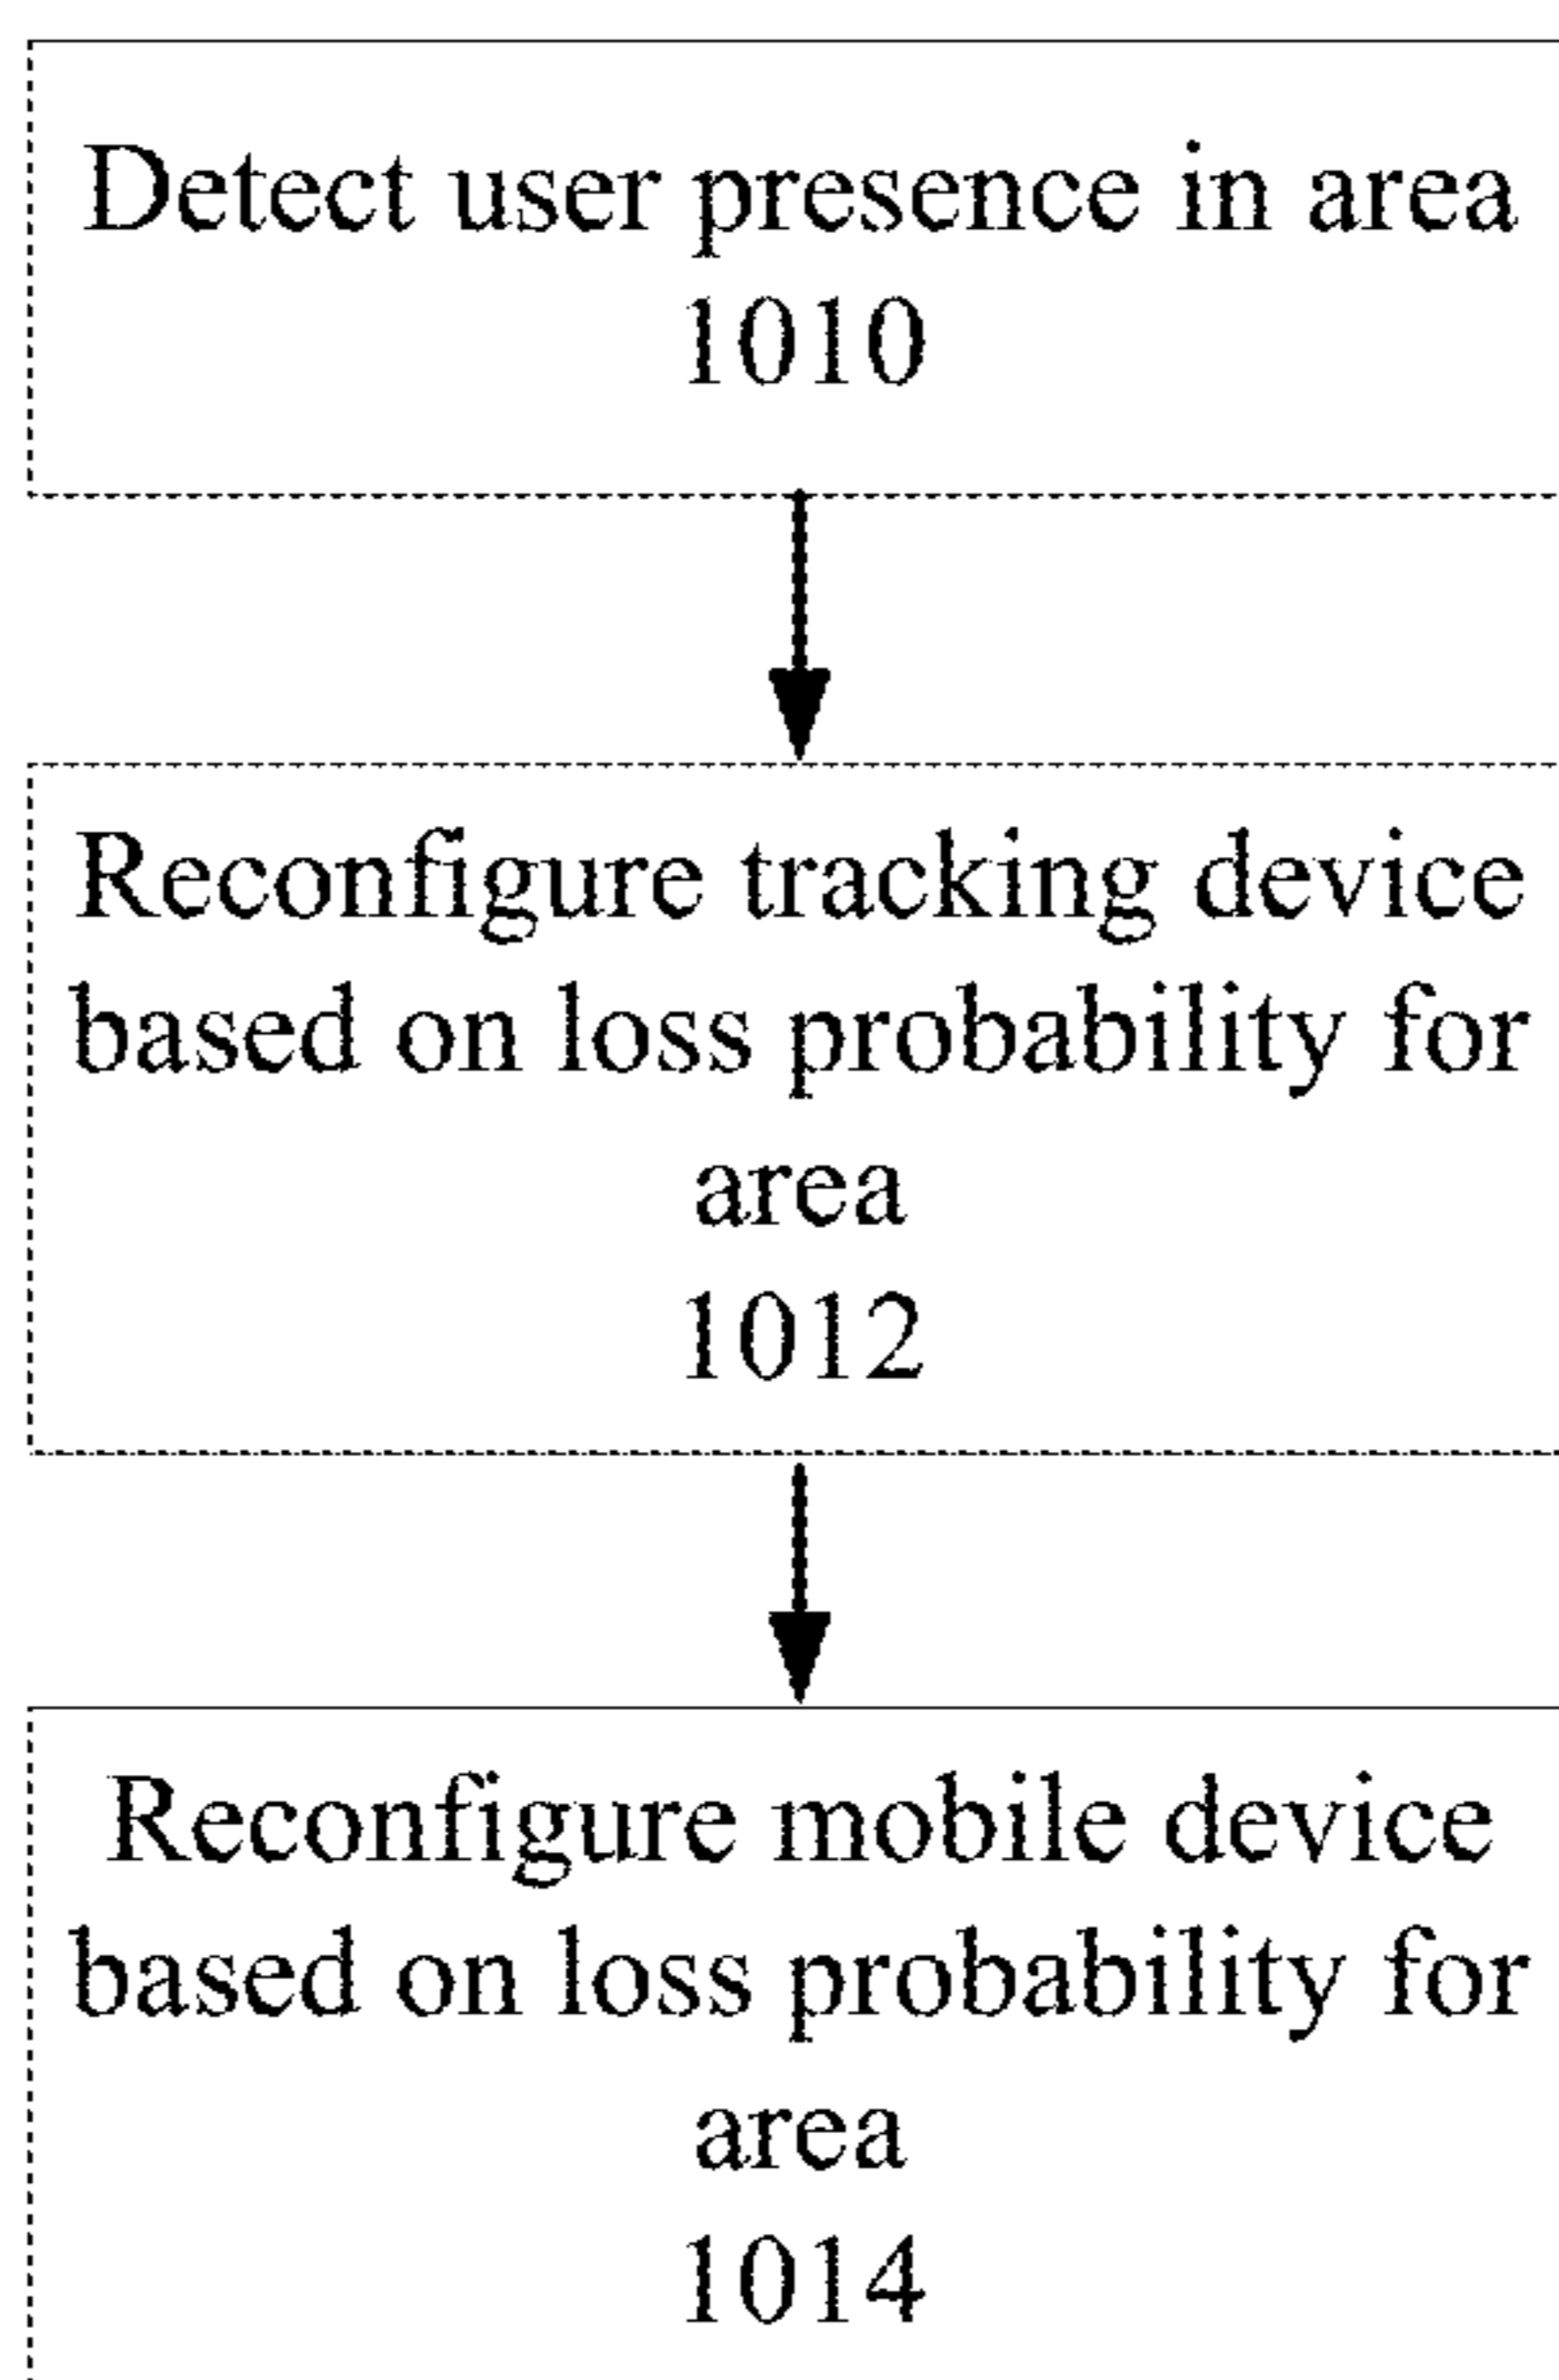 Detect user presence in area
1010
Reconfigure tracking device
based on loss probability for
area
1012
Reconfigure mobile device
based on loss probability for
area
1014